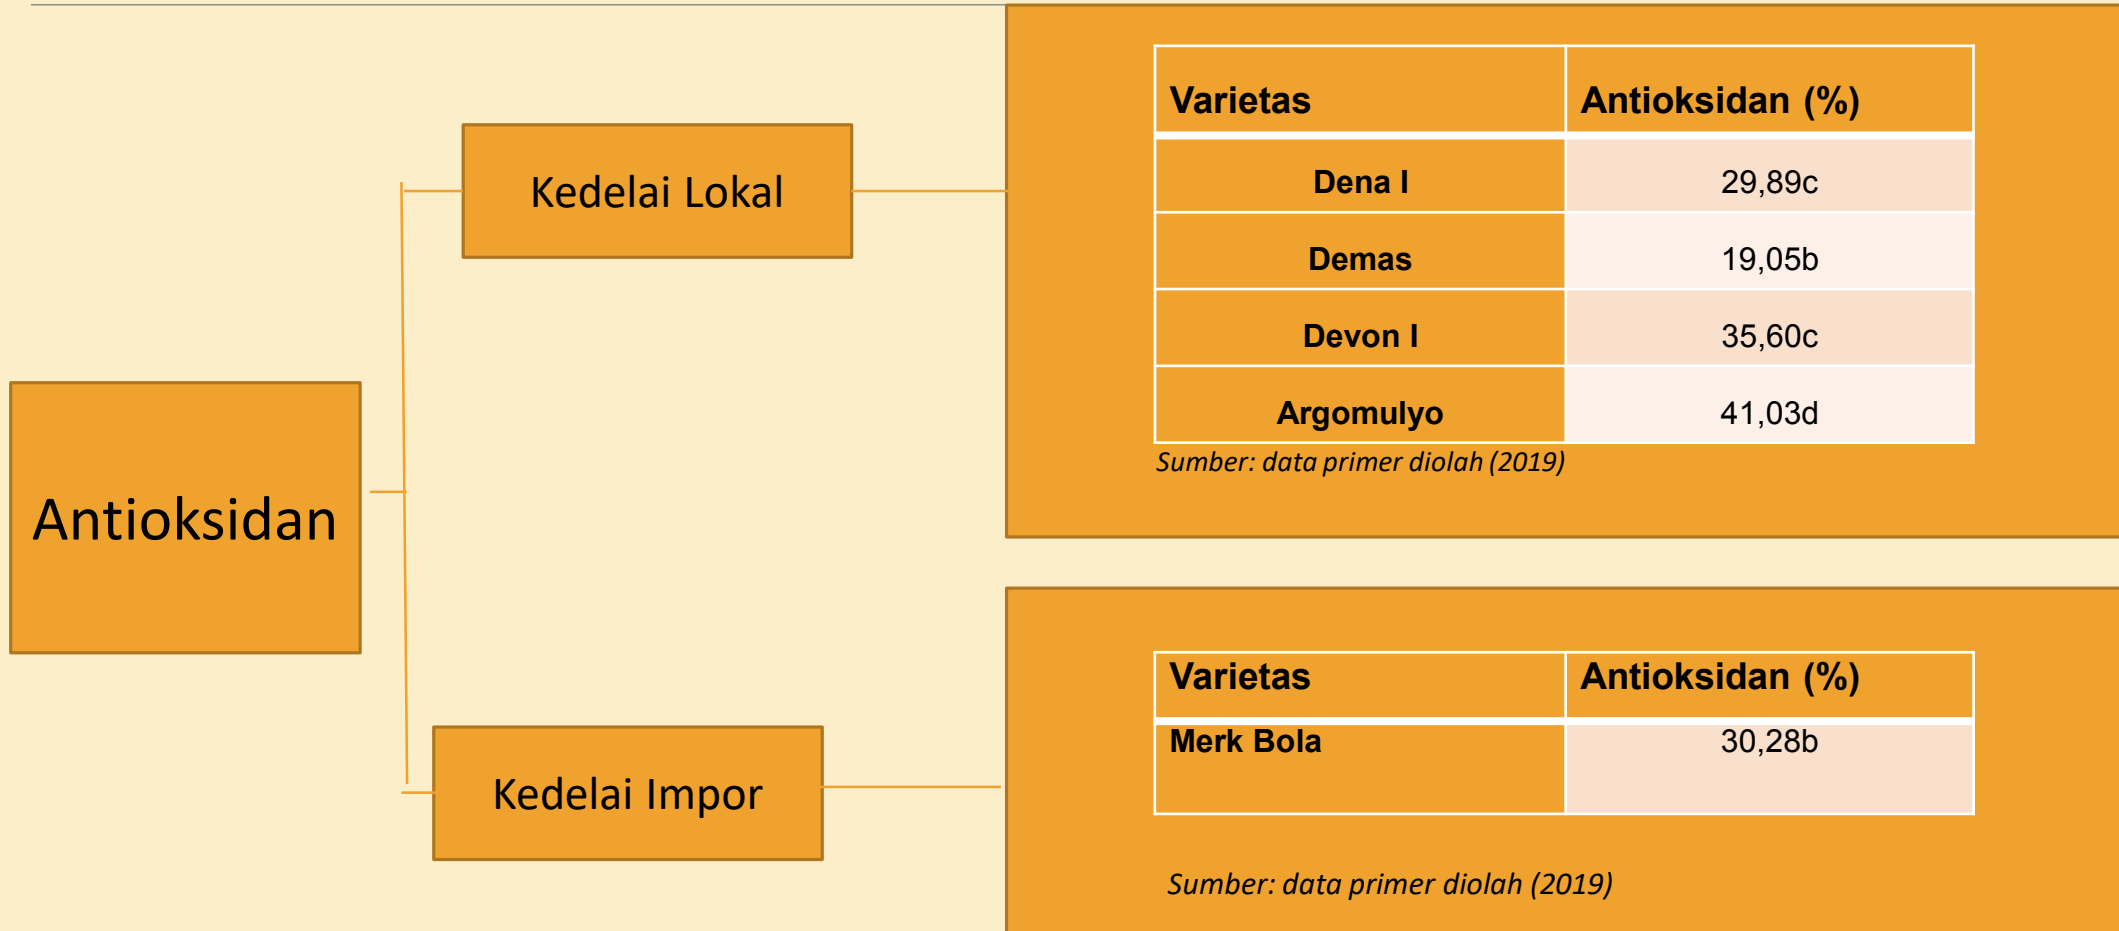 Antioksidan
Kedelai Lokal
Varietas Antioksidan (%)
Dena I 29,89c
Demas 19,05b
Devon I 35,60c
Argomulyo 41,03d
Sumber: data primer diolah (2019)
Kedelai Impor
Varietas Antioksidan (%)
Merk Bola 30,28b
Sumber: data primer diolah (2019)